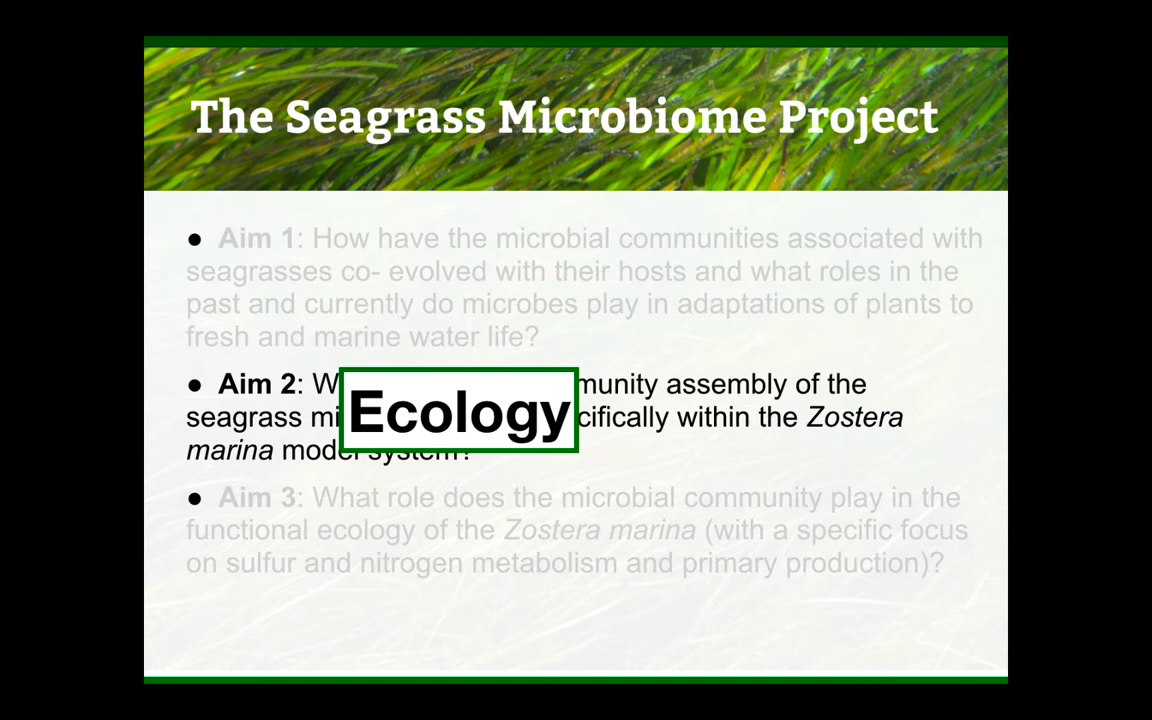 The Seagrass Microbiome Project
● Aim 1: How have the microbial communities associated with
seagrasses co- evolved with their hosts and what roles in the
past and currently do microbes play in adaptations of plants to
fresh and marine water life?
● Aim 2: munity assembly of the
Ecology
seagrass cifically within the Zostera
marina model system?
● Aim 3: What role does the microbial community play in the
functional ecology of the Zostera marina (with a specific focus
on sulfur and nitrogen metabolism and primary production)?